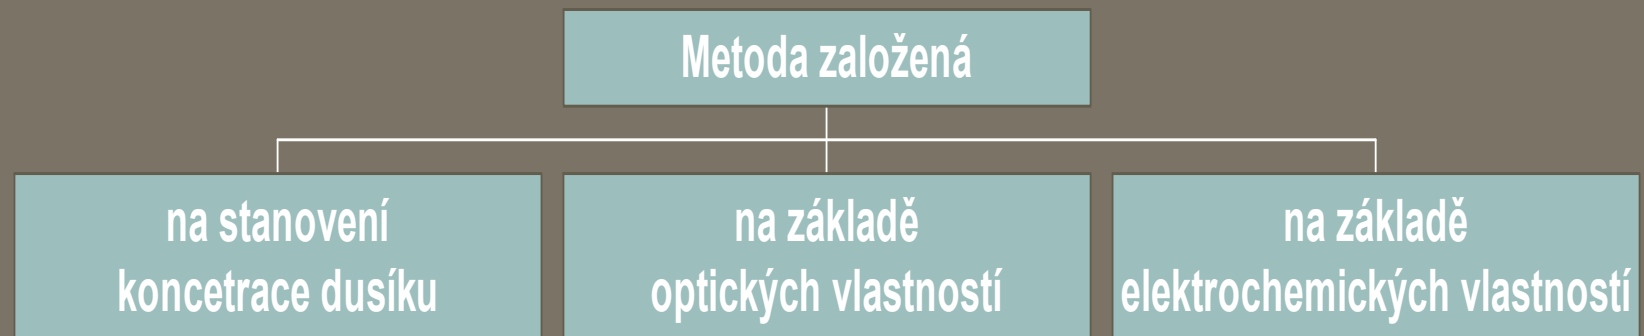 Metoda založená
na stanovení
koncetrace dusíku
na základě
optických vlastností
na základě
elektrochemických vlastností